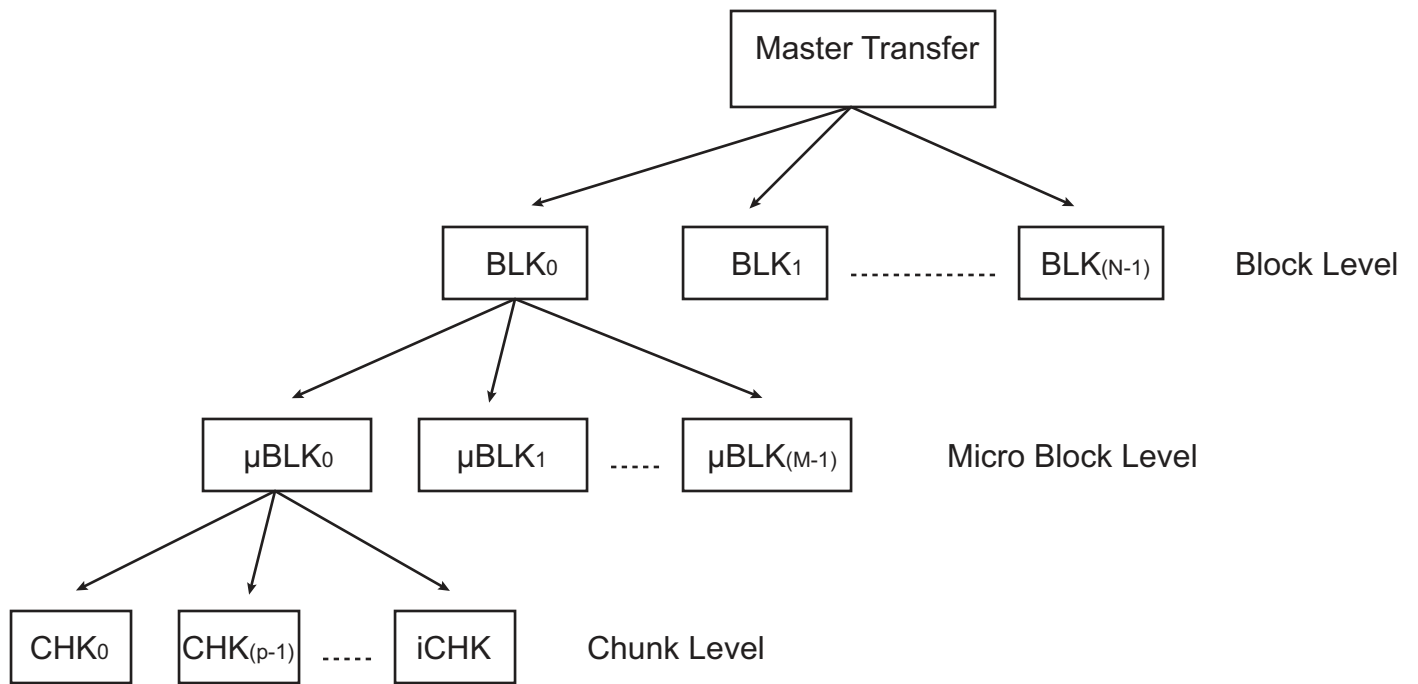 Master Transfer
BLK0 BLK1 BLK(N-1) Block Level
µBLK0 µBLK1 µBLK(M-1) Micro Block Level
CHK0 CHK(p-1) iCHK Chunk Level